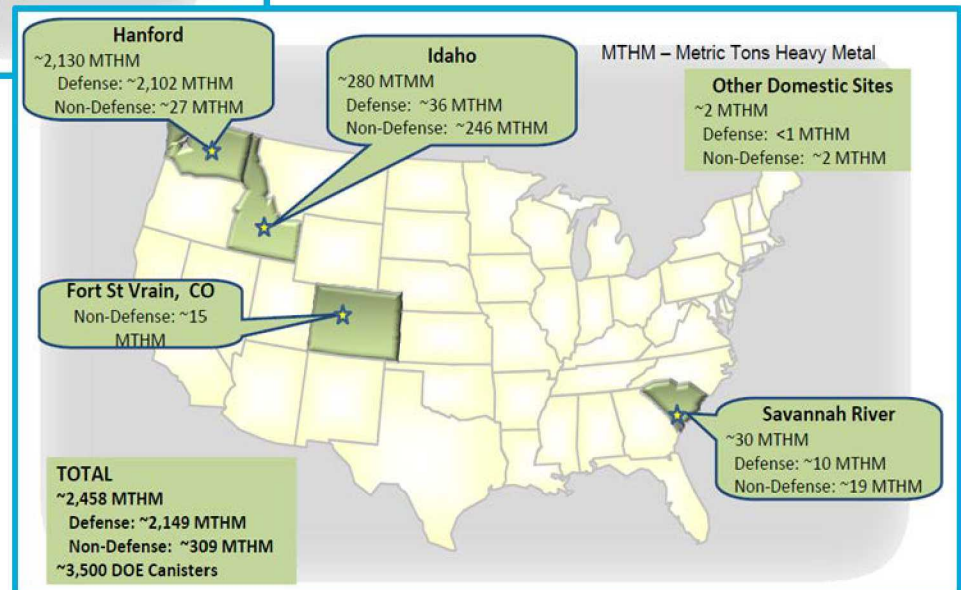 Hanford
~2,130 MTHM
Defense: ~2,102 MTHM
Non-Defense: ~27 MTHM
Idaho
~280 MTMM
Defense: ~36 MTHM
Non-Defense: ~246 MTHM
MTHM – Metric Tons Heavy Metal
Other Domestic Sites
~2 MTHM
Defense: <1 MTHM
Non-Defense: ~2 MTHM
Fort St Vrain, CO
Non-Defense: ~15
MTHM
Savannah River
~30 MTHM
Defense: ~10 MTHM
Non-Defense: ~19 MTHM
TOTAL
~2,458 MTHM
Defense: ~2,149 MTHM
Non-Defense: ~309 MTHM
~3,500 DOE Canisters